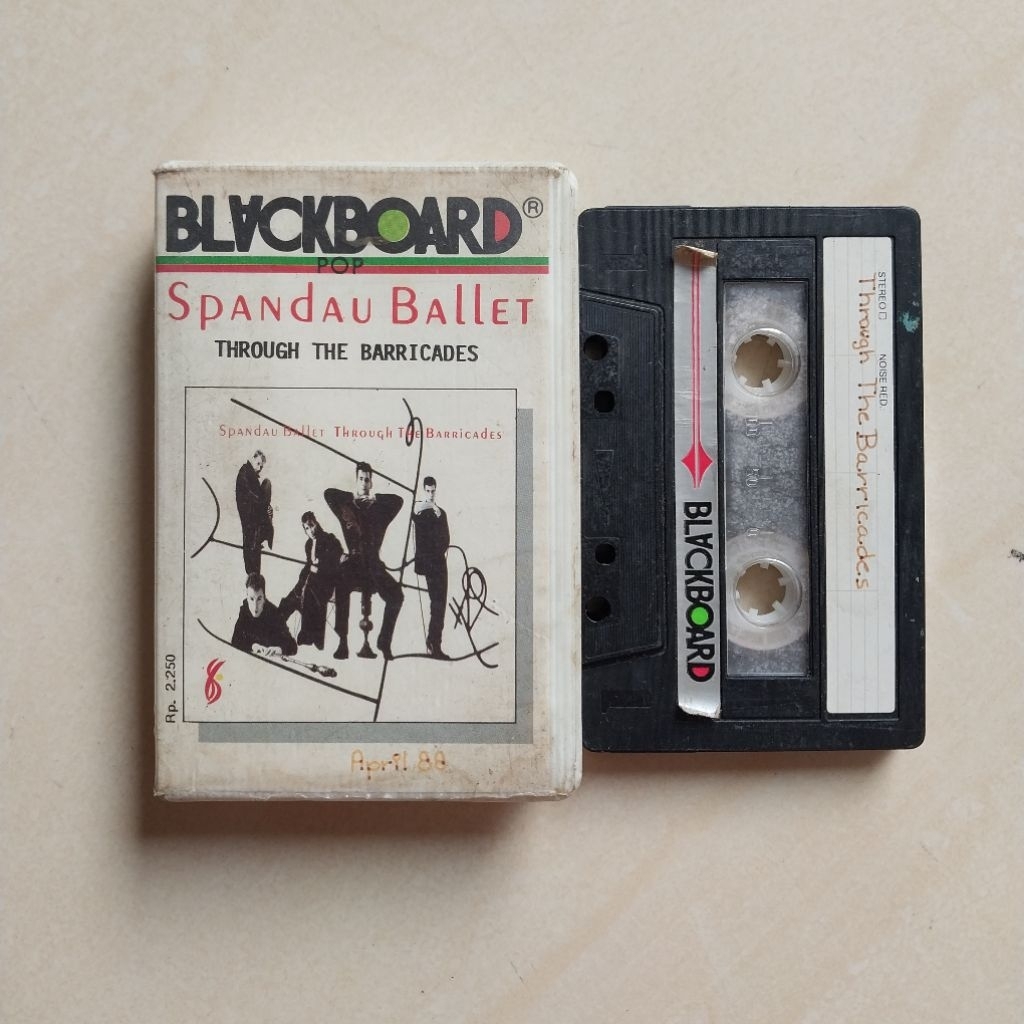 BLACKBOARD®
POP
SPANDAU BALLET
THROUGH THE BARRICADES
SPANDAU BALLET THROUGH THE BARRICADES
Rp. 2.250
April 88
BLACKBOARD
STEREO NOISE RED.
Through The Barricades